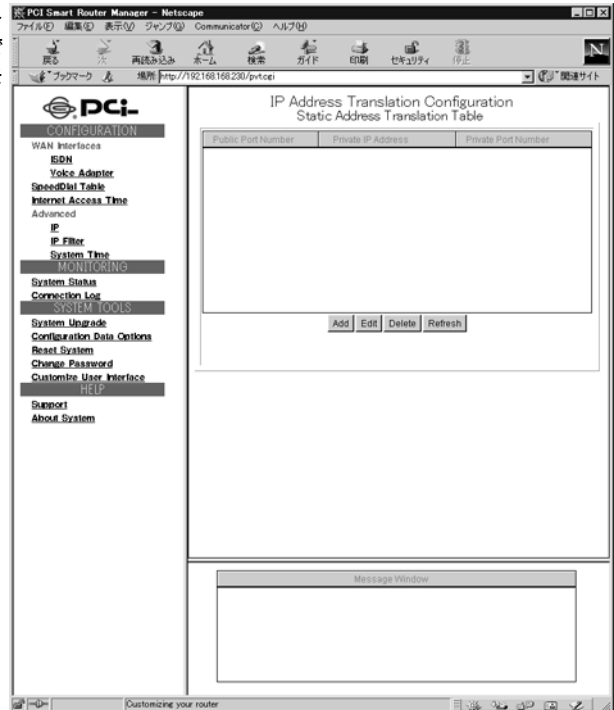 PCI Smart Router Manager - Netscape
ファイル(F) 編集(E) 表示(V) ジャンプ(G) Communicator(C) ヘルプ(H)
戻る 次 再読み込み ホーム 検索 ガイド 印刷 セキュリティ 停止
N
ブックマーク 場所: http://192.168.168.230/pvt.cgi 関連サイト
PCi-
CONFIGURATION
WAN Interfaces
ISDN
Voice Adapter
SpeedDial Table
Internet Access Time
Advanced
IP
IP Filter
System Time
MONITORING
System Status
Connection Log
SYSTEM TOOLS
System Upgrade
Configuration Data Options
Reset System
Change Password
Customize User Interface
HELP
Support
About System
IP Address Translation Configuration
Static Address Translation Table
Public Port Number Private IP Address Private Port Number
Add Edit Delete Refresh
Message Window
Customizing your router